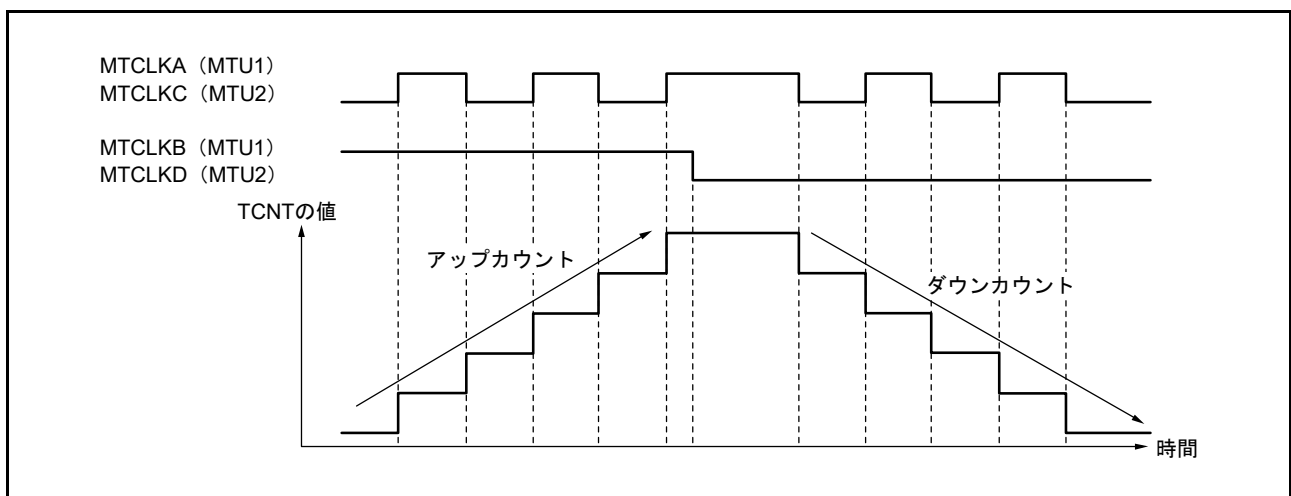 MTCLKA（MTU1）
MTCLKC（MTU2）
MTCLKB（MTU1）
MTCLKD（MTU2）
TCNTの値
アップカウント
ダウンカウント
時間